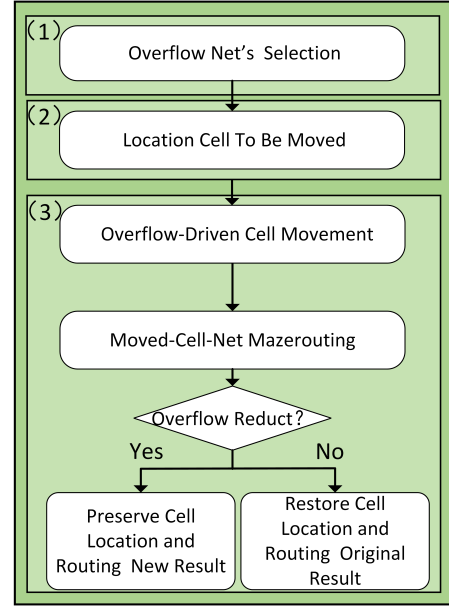 (1)
Overflow Net's Selection
(2)
Location Cell To Be Moved
(3)
Overflow-Driven Cell Movement
Moved-Cell-Net Mazerouting
Overflow Reduct?
Yes
No
Preserve Cell
Location and
Routing New Result
Restore Cell
Location and
Routing Original
Result